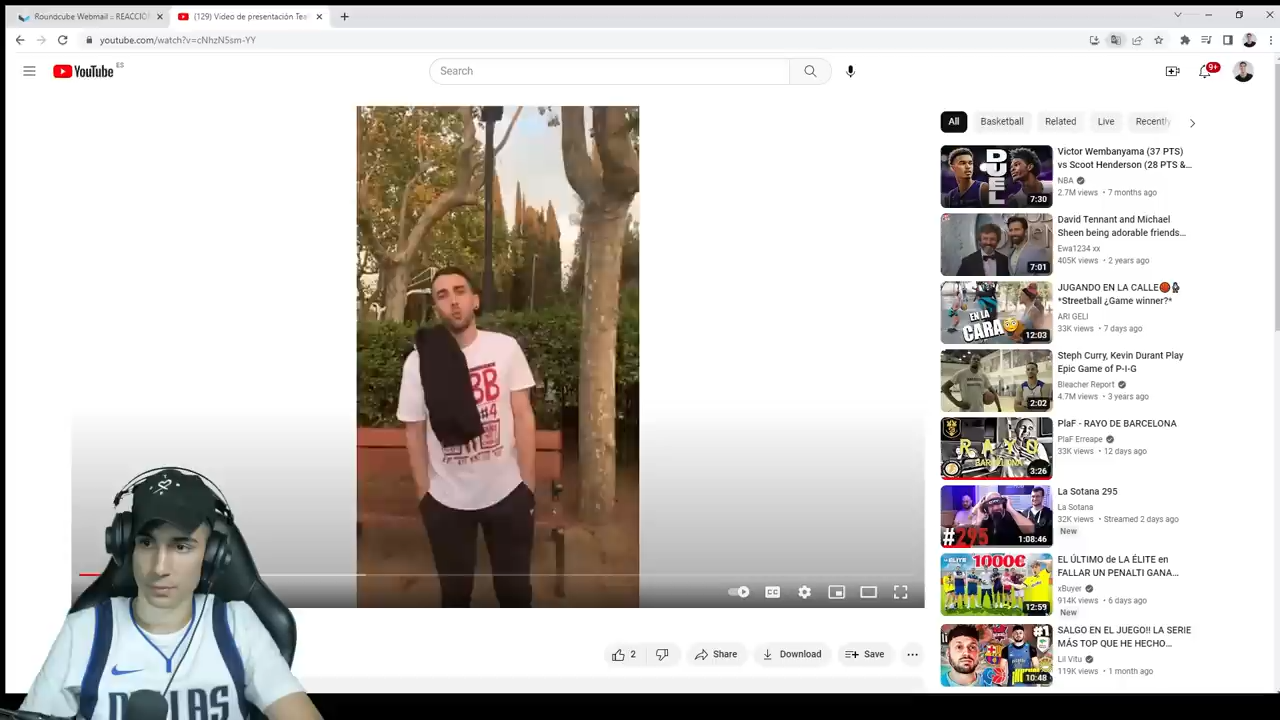 Roundcube Webmail :: REACCIO
(129) Video de presentación Tea
youtube.com/watch?v=cNhzN5sm-YY
YouTube ES
Search
9+
BB
#4
All
Basketball
Related
Live
Recently
DUEL
7:30
Victor Wembanyama (37 PTS)
vs Scoot Henderson (28 PTS &...
NBA
2.7M views • 7 months ago
7:01
David Tennant and Michael
Sheen being adorable friends...
Ewa1234 xx
405K views • 2 years ago
EN LA
CARA
12:03
JUGANDO EN LA CALLE
*Streetball ¿Game winner?*
ARI GELI
33K views • 7 days ago
2:02
Steph Curry, Kevin Durant Play
Epic Game of P-I-G
Bleacher Report
4.7M views • 3 years ago
RAYO
BARCELONA
3:26
PlaF - RAYO DE BARCELONA
PlaF Erreape
33K views • 12 days ago
#295
1:08:46
La Sotana 295
La Sotana
32K views • Streamed 2 days ago
New
1000€
12:59
EL ÚLTIMO de LA ÉLITE en
FALLAR UN PENALTI GANA...
xBuyer
914K views • 6 days ago
New
#1
10:48
SALGO EN EL JUEGO!! LA SERIE
MÁS TOP QUE HE HECHO...
Lil Vitu
119K views • 1 month ago
2
Share
Download
Save